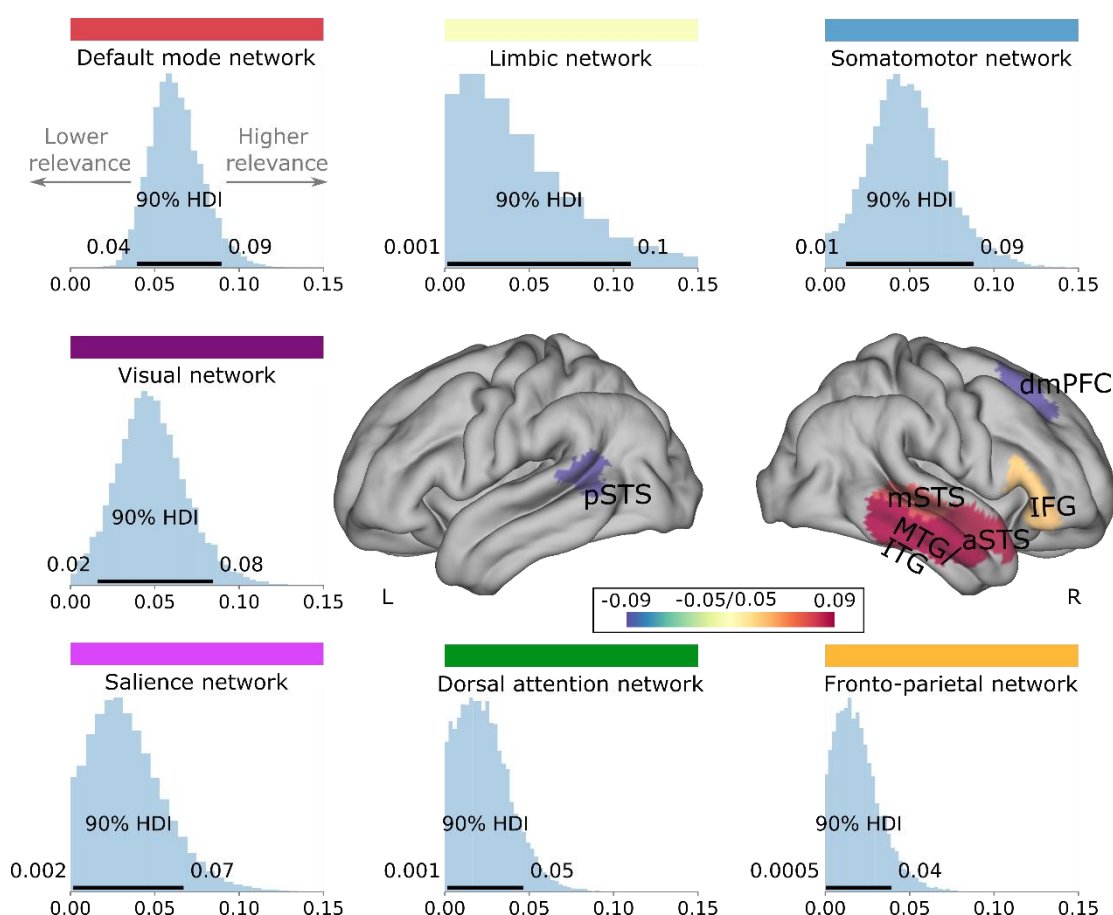 Default mode network
Lower relevance
Higher relevance
90% HDI
0.04
0.09
0.00 0.05 0.10 0.15
Limbic network
90% HDI
0.001
0.1
0.00 0.05 0.10 0.15
Somatomotor network
90% HDI
0.01
0.09
0.00 0.05 0.10 0.15
Visual network
90% HDI
0.02
0.08
0.00 0.05 0.10 0.15
pSTS
L
dmPFC
IFG
mSTS
aSTS
MTG/
ITG
R
-0.09 -0.05/0.05 0.09
Salience network
90% HDI
0.002
0.07
0.00 0.05 0.10 0.15
Dorsal attention network
90% HDI
0.001
0.05
0.00 0.05 0.10 0.15
Fronto-parietal network
90% HDI
0.0005
0.04
0.00 0.05 0.10 0.15